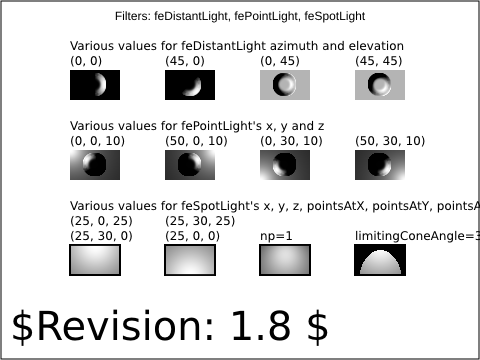 Filters: feDistantLight, fePointLight, feSpotLight
Various values for feDistantLight azimuth and elevation
(0, 0) (45, 0) (0, 45) (45, 45)
Various values for fePointLight's x, y and z
(0, 0, 10) (50, 0, 10) (0, 30, 10) (50, 30, 10)
Various values for feSpotLight's x, y, z, pointsAtX, pointsAtY, pointsA
(25, 0, 25) (25, 30, 25)
(25, 30, 0) (25, 0, 0) np=1 limitingConeAngle=3
$Revision: 1.8 $